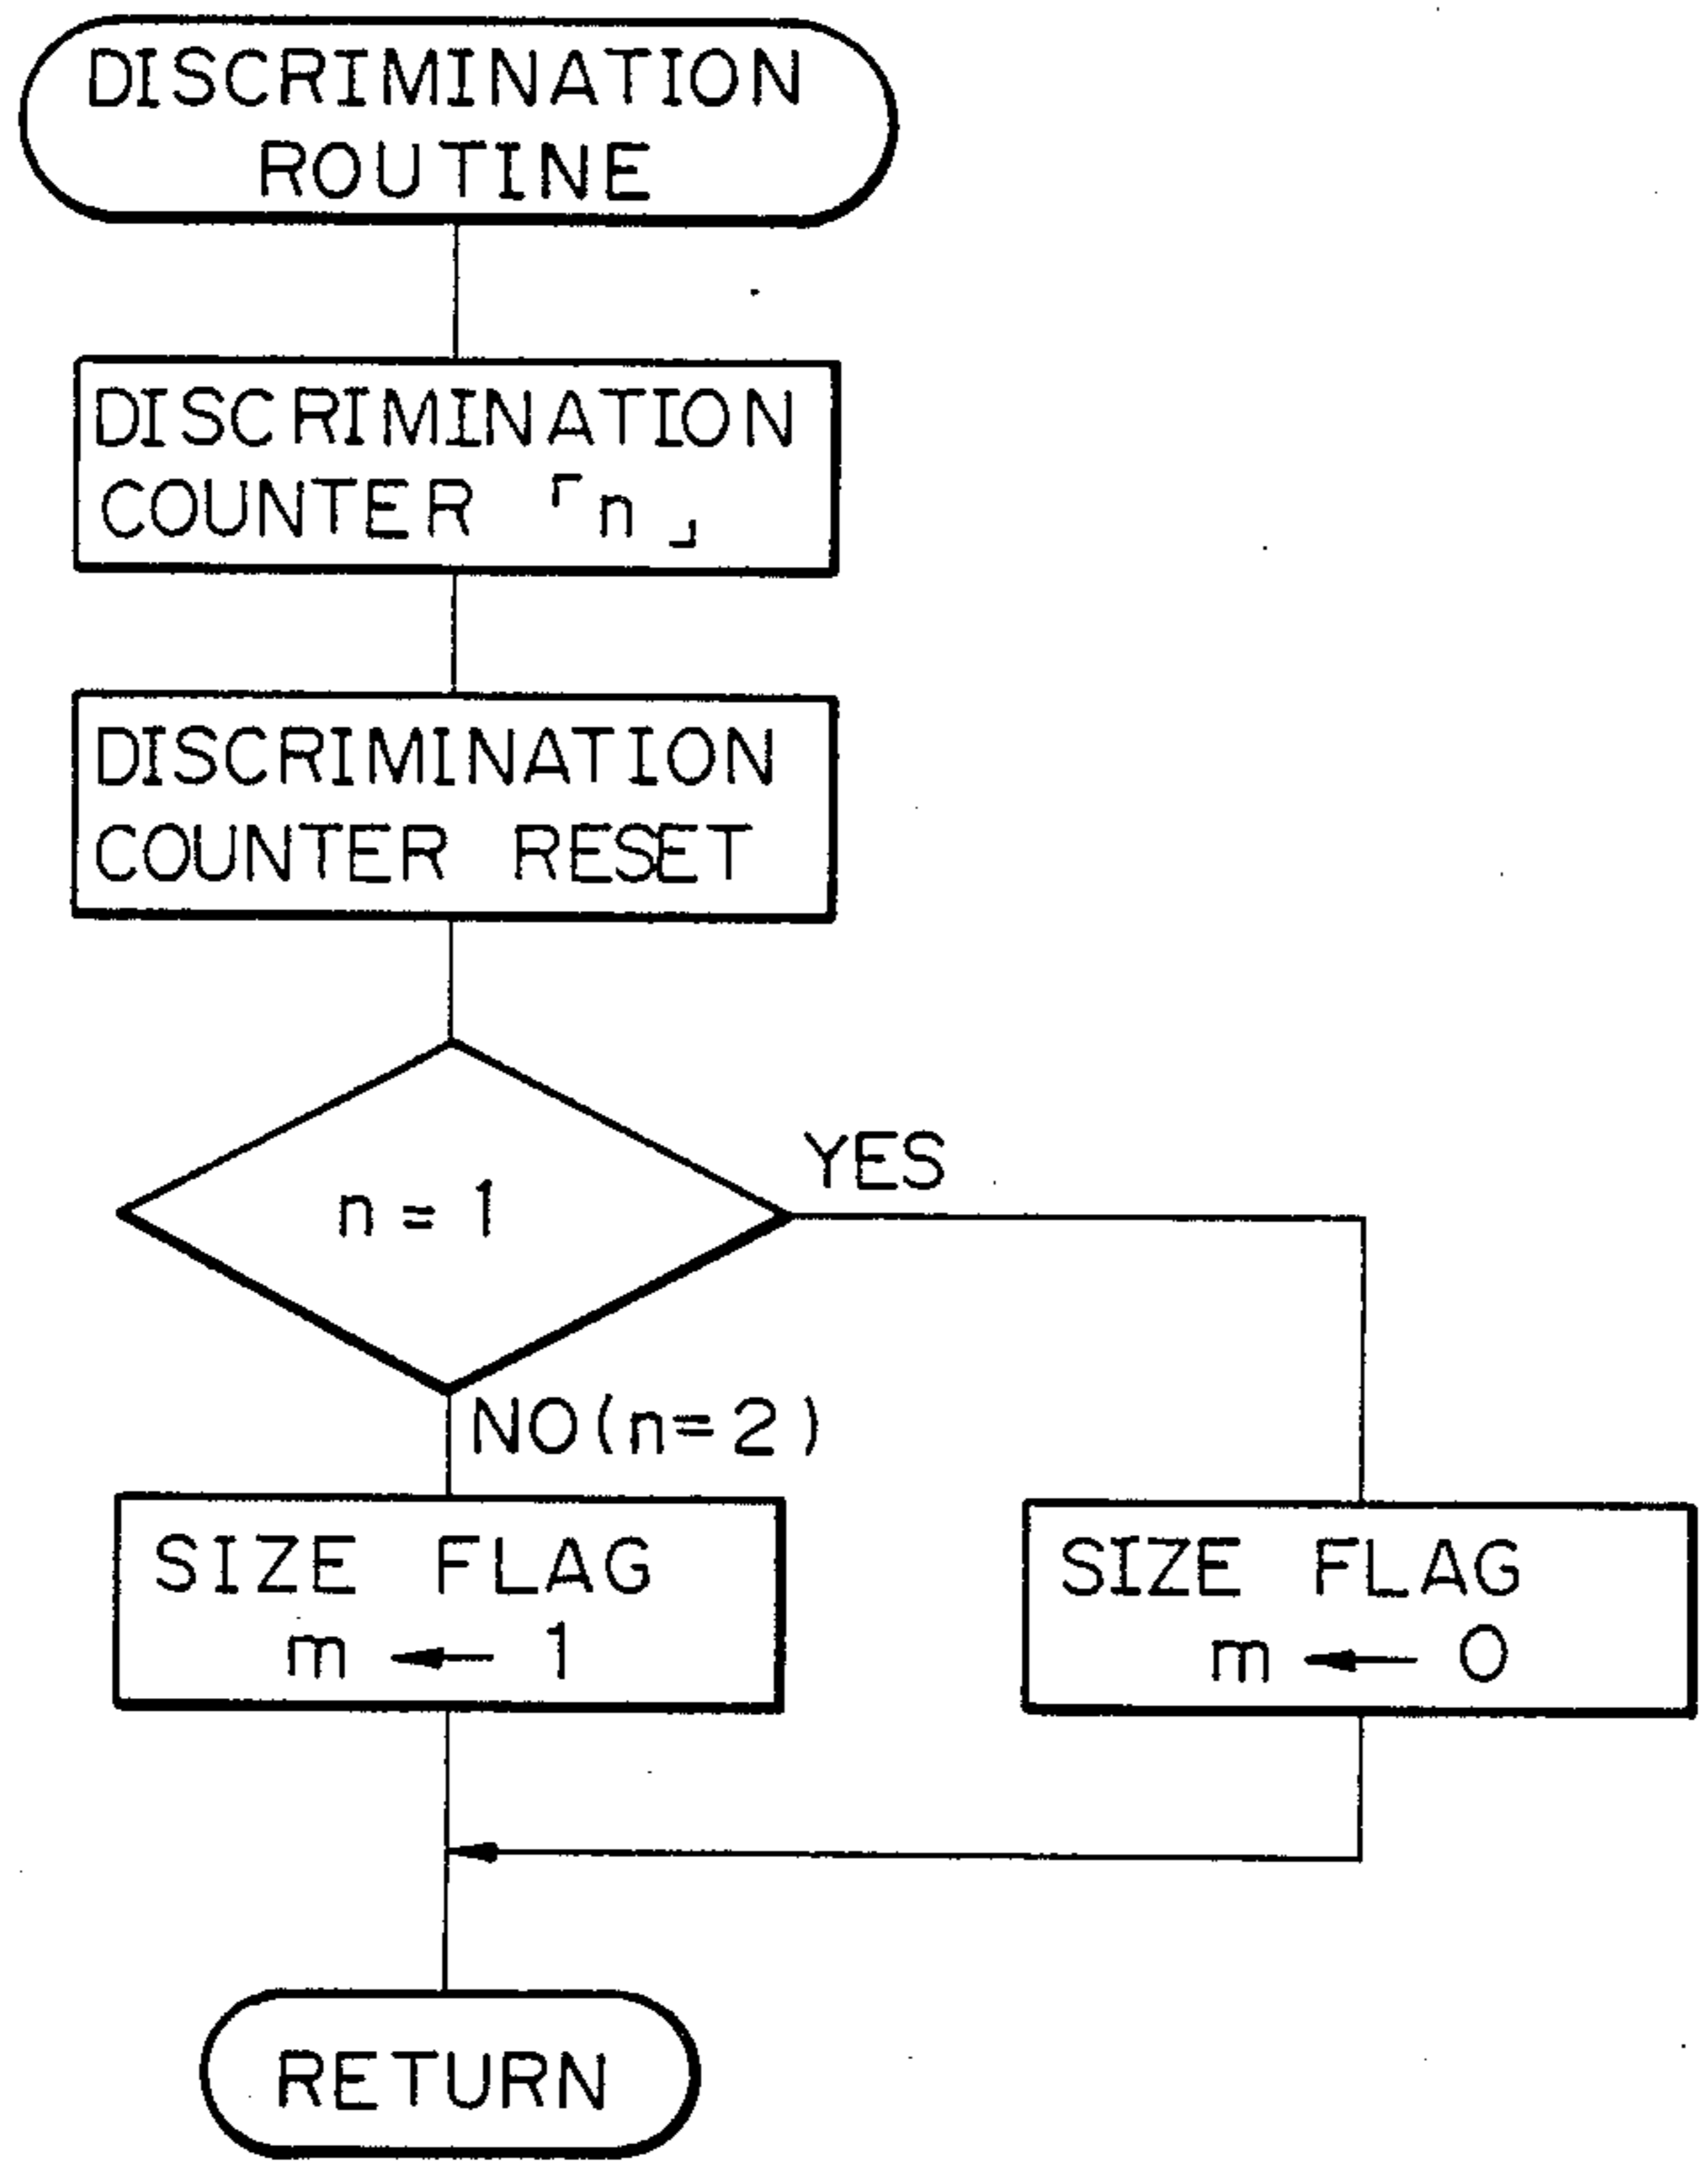 DISCRIMINATION
ROUTINE
DISCRIMINATION
COUNTER 「n」
DISCRIMINATION
COUNTER RESET
n=1
YES
NO(n=2)
SIZE FLAG
m ← 1
SIZE FLAG
m ← 0
RETURN